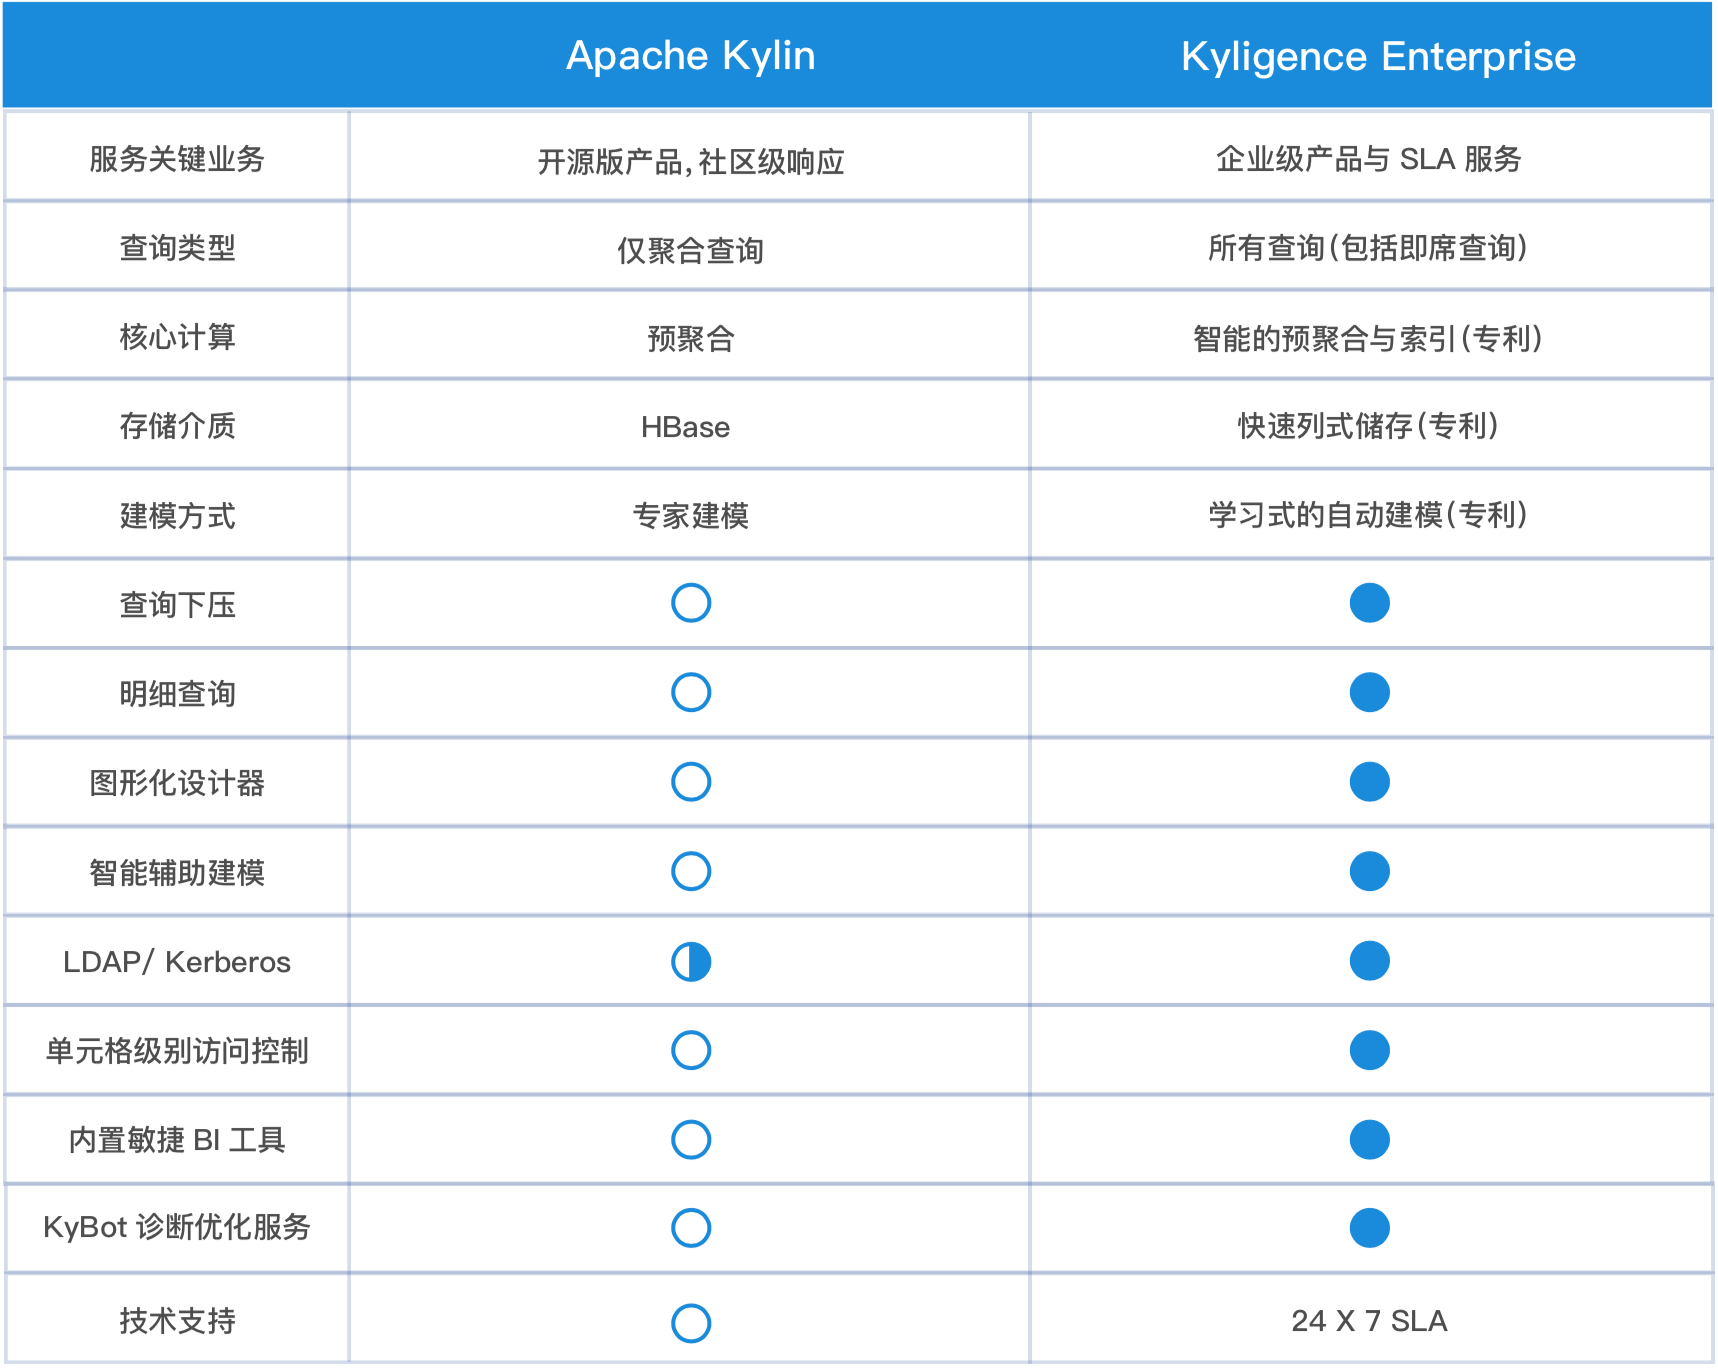 Apache Kylin
Kyligence Enterprise
服务关键业务
开源版产品,社区级响应
企业级产品与 SLA 服务
查询类型
仅聚合查询
所有查询(包括即席查询)
核心计算
预聚合
智能的预聚合与索引(专利)
存储介质
HBase
快速列式储存(专利)
建模方式
专家建模
学习式的自动建模(专利)
查询下压
明细查询
图形化设计器
智能辅助建模
LDAP/ Kerberos
单元格级别访问控制
内置敏捷 BI 工具
KyBot 诊断优化服务
技术支持
24 X 7 SLA